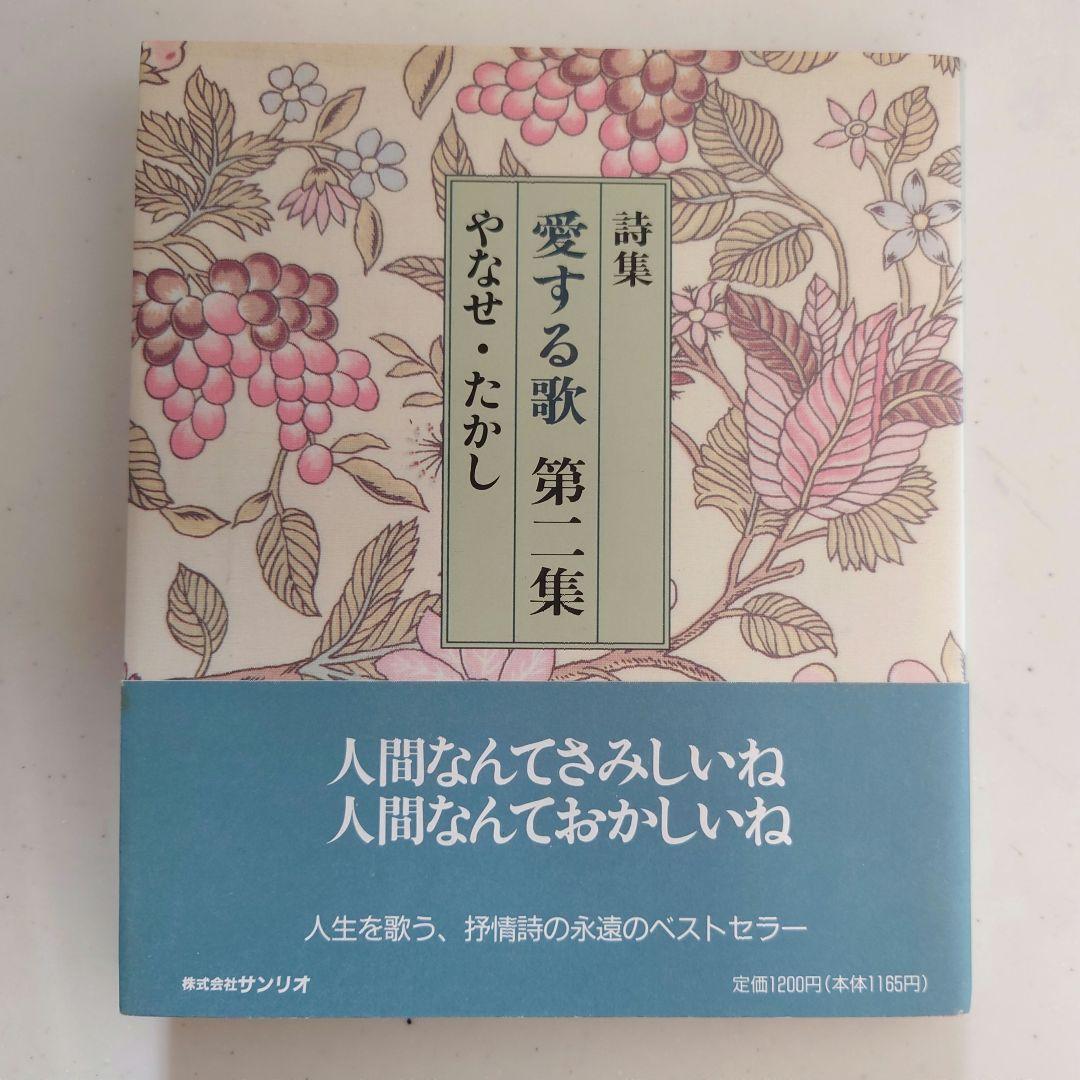 詩集
愛する歌 第二集
やなせ・たかし
人間なんてさみしいね
人間なんておかしいね
人生を歌う、抒情詩の永遠のベストセラー
株式会社サンリオ
定価1200円(本体1165円)